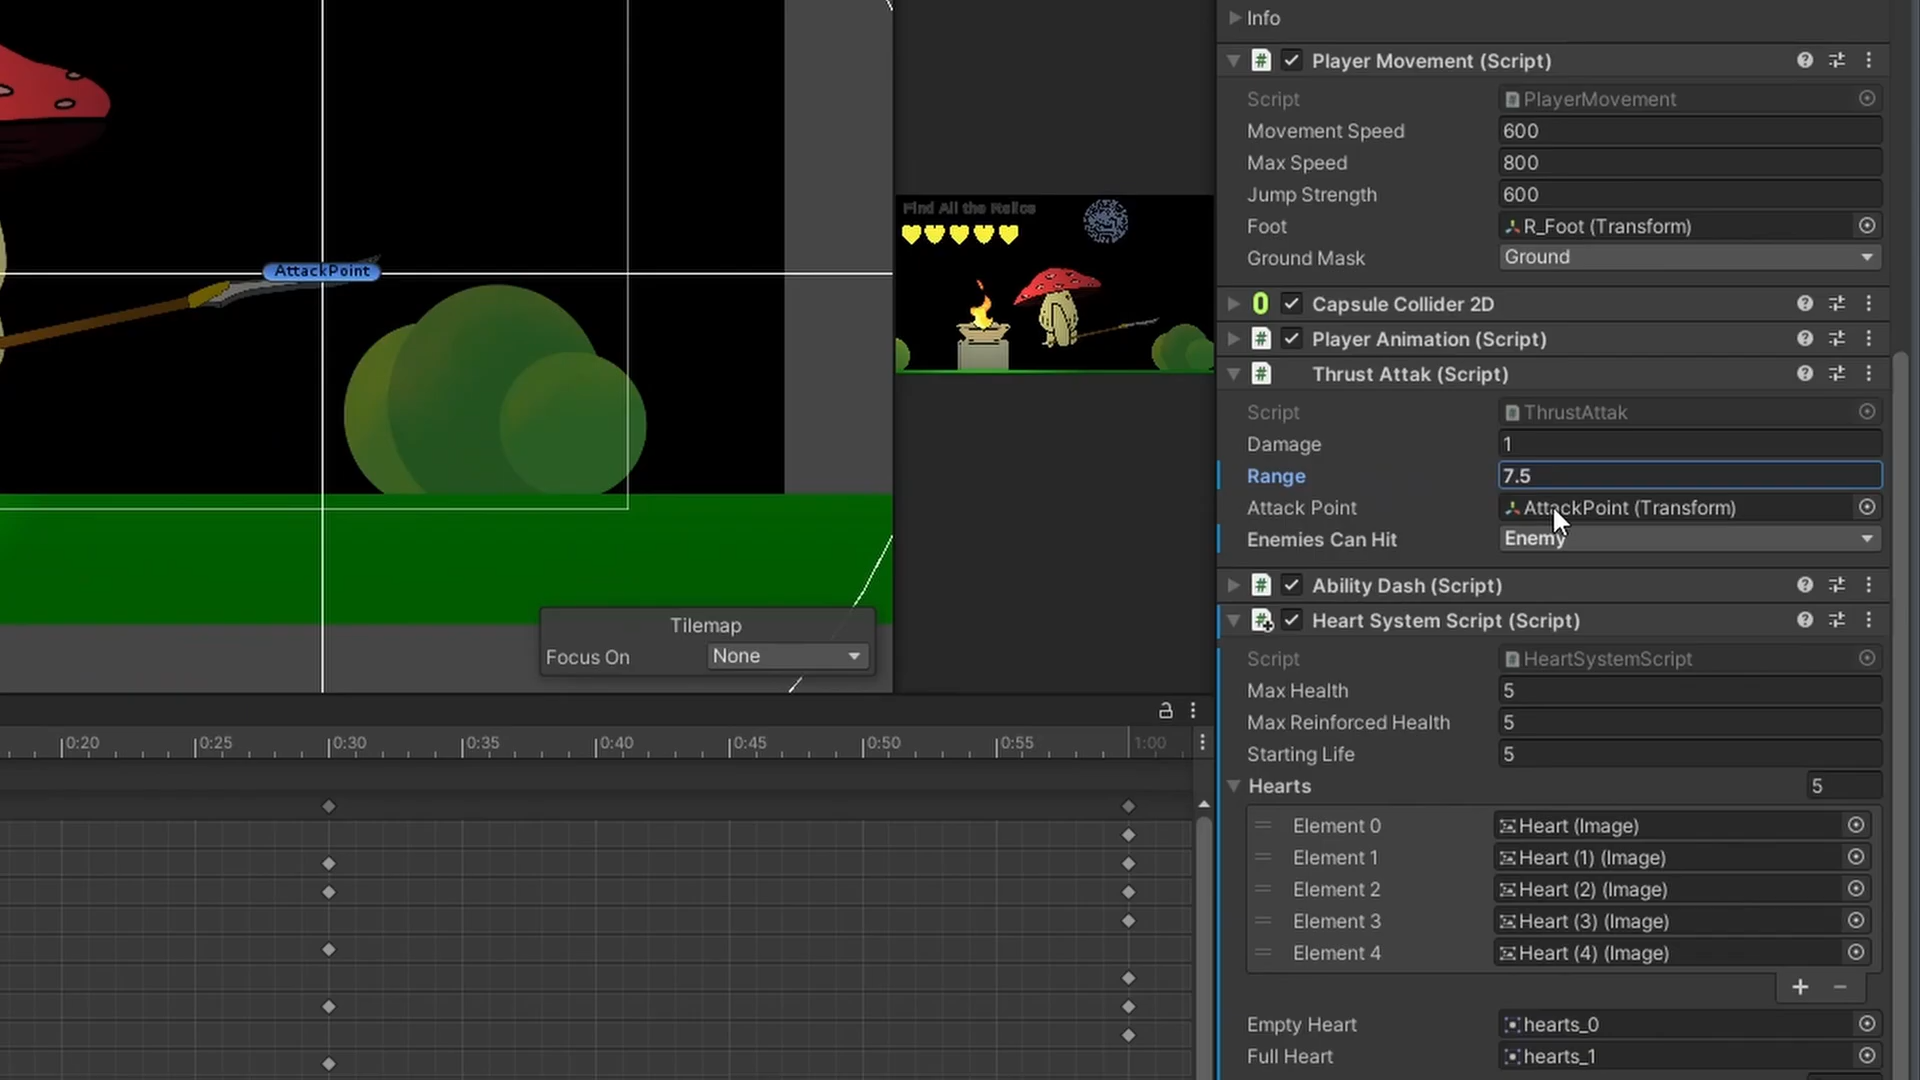 Info
Player Movement (Script)
Script PlayerMovement
Movement Speed 600
Max Speed 800
Jump Strength 600
Foot R_Foot (Transform)
Ground Mask Ground
Capsule Collider 2D
Player Animation (Script)
Thrust Attak (Script)
Script ThrustAttak
Damage 1
Range 7.5
Attack Point AttackPoint (Transform)
Enemies Can Hit Enemy
Ability Dash (Script)
Heart System Script (Script)
Script HeartSystemScript
Max Health 5
Max Reinforced Health 5
Starting Life 5
Hearts 5
Element 0 Heart (Image)
Element 1 Heart (1) (Image)
Element 2 Heart (2) (Image)
Element 3 Heart (3) (Image)
Element 4 Heart (4) (Image)
Empty Heart hearts_0
Full Heart hearts_1
Find All the Relics
AttackPoint
Tilemap
Focus On None
0:20 0:25 0:30 0:35 0:40 0:45 0:50 0:55 1:00